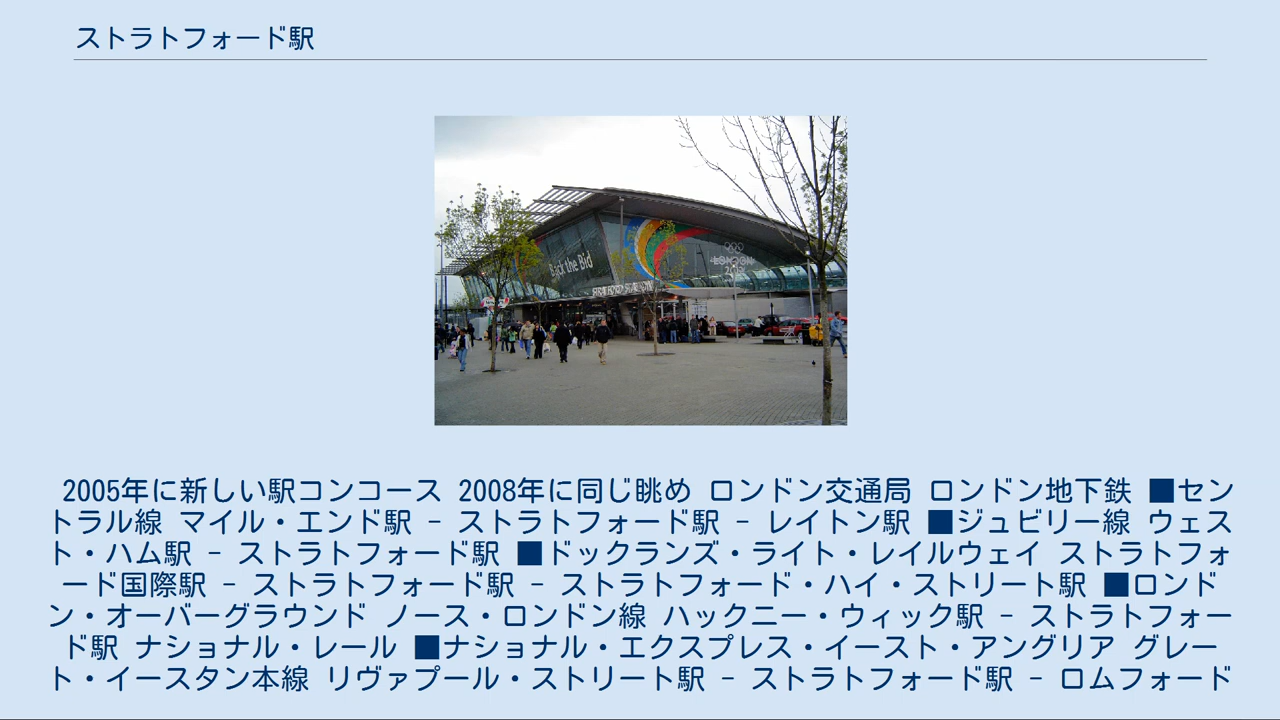 ストラトフォード駅
Back the Bid
LONDON
2012
STRATFORD STATION
2005年に新しい駅コンコース 2008年に同じ眺め ロンドン交通局 ロンドン地下鉄 ■セン
トラル線 マイル・エンド駅 - ストラトフォード駅 - レイトン駅 ■ジュビリー線 ウェス
ト・ハム駅 - ストラトフォード駅 ■ドックランズ・ライト・レイルウェイ ストラトフォ
ード国際駅 - ストラトフォード駅 - ストラトフォード・ハイ・ストリート駅 ■ロンド
ン・オーバーグラウンド ノース・ロンドン線 ハックニー・ウィック駅 - ストラトフォー
ド駅 ナショナル・レール ■ナショナル・エクスプレス・イースト・アングリア グレー
ト・イースタン本線 リヴァプール・ストリート駅 - ストラトフォード駅 - ロムフォード